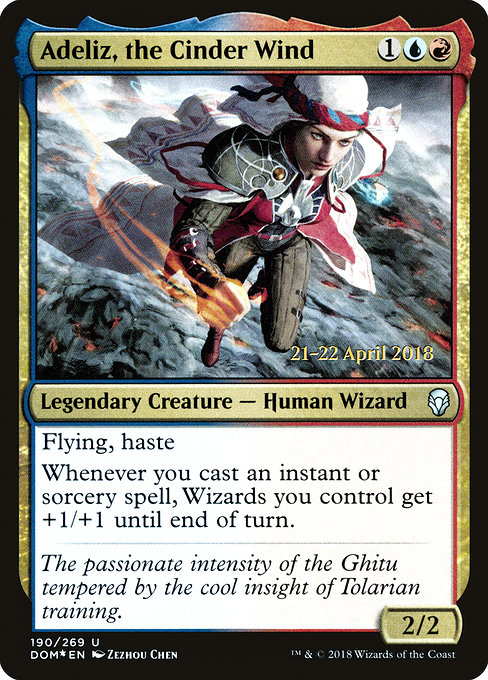 Adeliz, the Cinder Wind 1
21–22 April 2018
Legendary Creature — Human Wizard
Flying, haste
Whenever you cast an instant or
sorcery spell, Wizards you control get
+1/+1 until end of turn.
The passionate intensity of the Ghitu
tempered by the cool insight of Tolarian
training.
2/2
190/269 U
DOM★EN Zezhou Chen
™ & © 2018 Wizards of the Coast